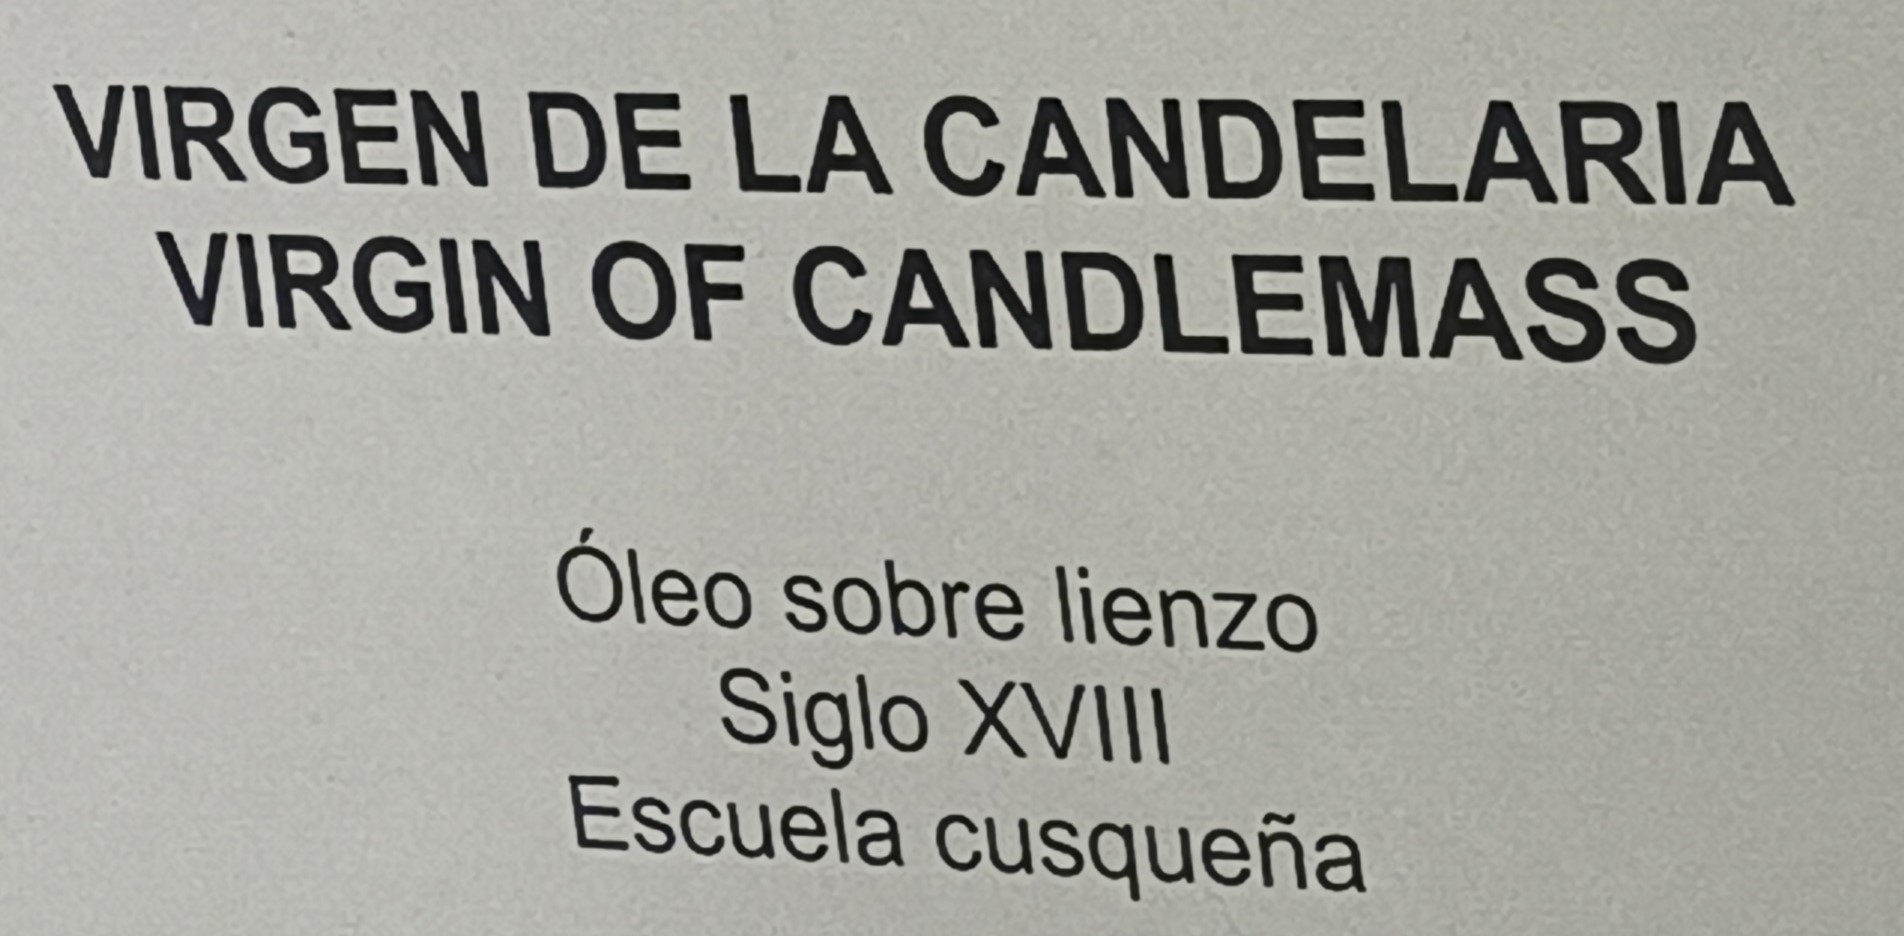 VIRGEN DE LA CANDELARIA
VIRGIN OF CANDLEMASS
Óleo sobre lienzo
Siglo XVIII
Escuela cusqueña